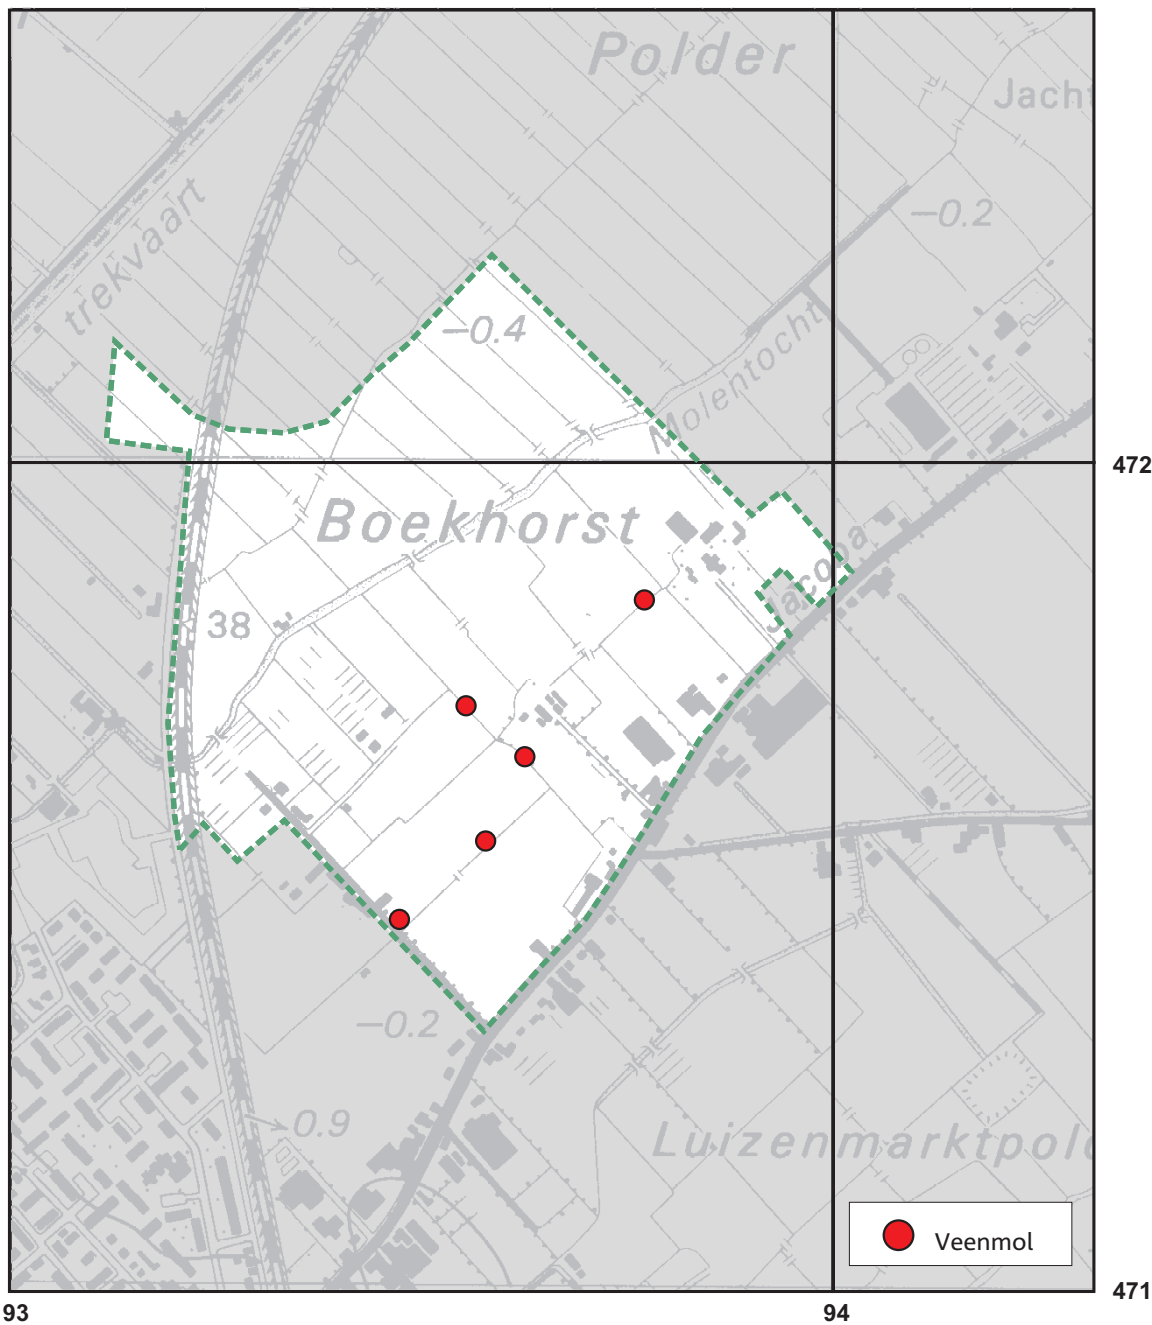 Polder
Jacht
trekvaart
−0.2
−0.4
Molentocht
472
Boekhorst
Jacoba
38
−0.2
0.9
Luizenmarktpol
Veenmol
471
93
94